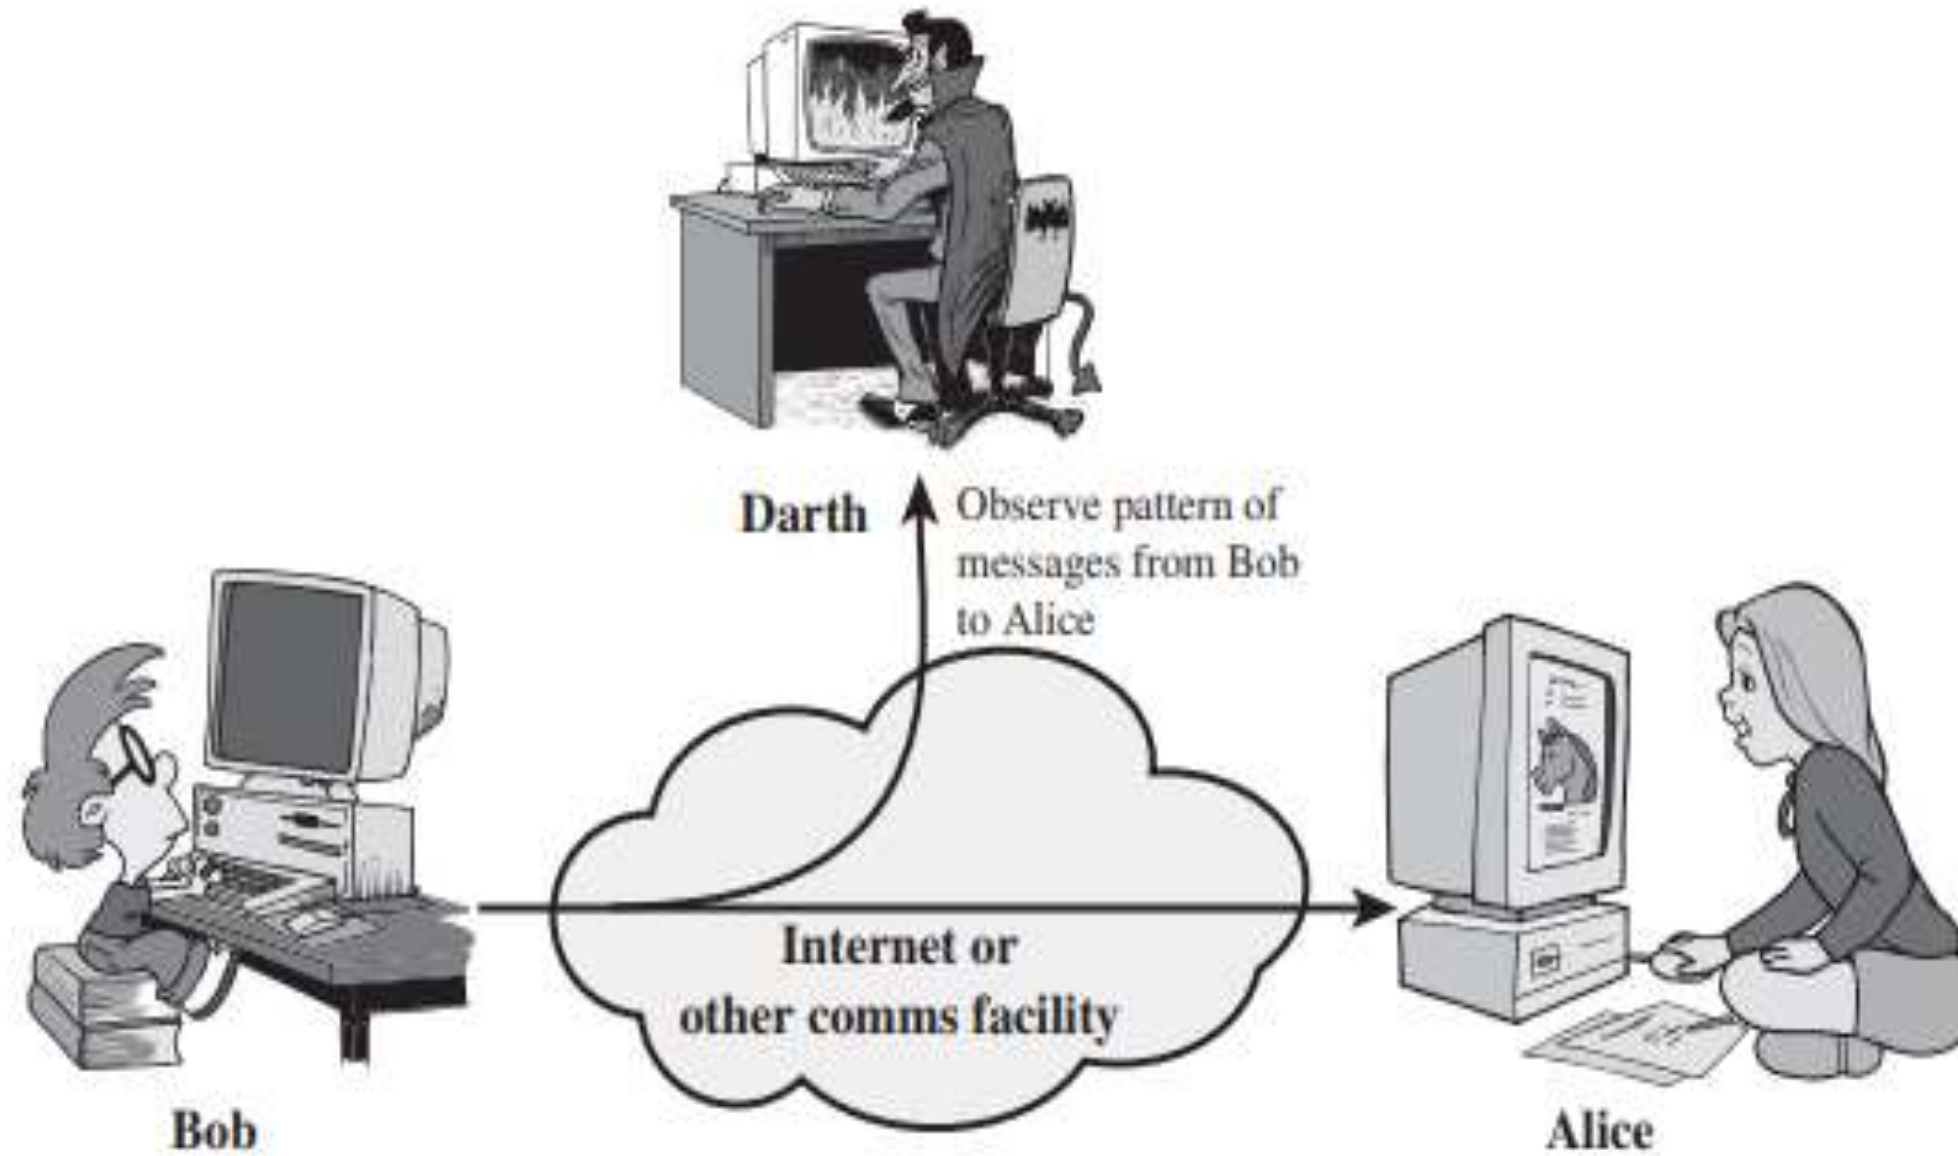 Darth
Observe pattern of
messages from Bob
to Alice
Internet or
other comms facility
Bob
Alice